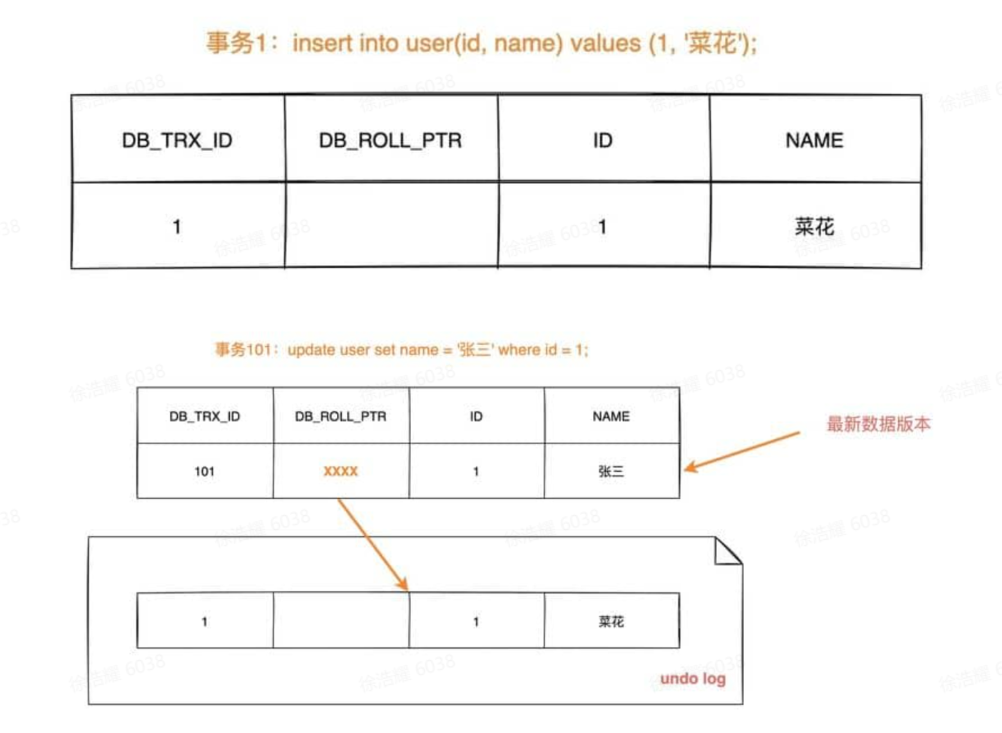 事务1：insert into user(id, name) values (1, '菜花');
DB_TRX_ID DB_ROLL_PTR ID NAME
1 1 菜花
事务101：update user set name = '张三' where id = 1;
DB_TRX_ID DB_ROLL_PTR ID NAME
最新数据版本
101 XXXX 1 张三
1 1 菜花
undo log
徐浩耀 6038